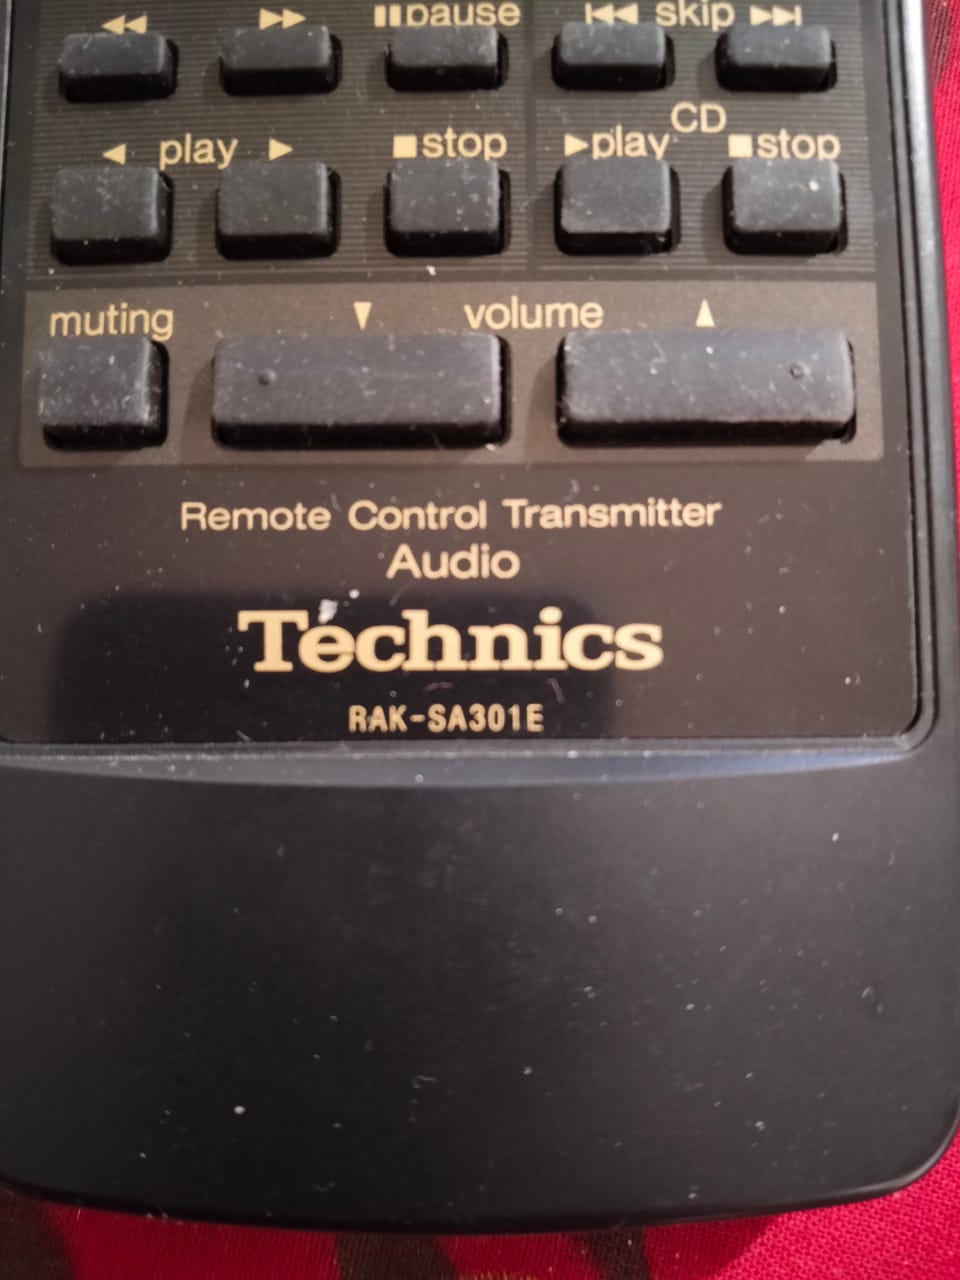 ◀◀ ▶▶ ▮▮pause |◀◀ skip ▶▶|
CD
◀ play ▶ ■stop ▶play ■stop
muting ▼ volume ▲
Remote Control Transmitter
Audio
Technics
RAK-SA301E